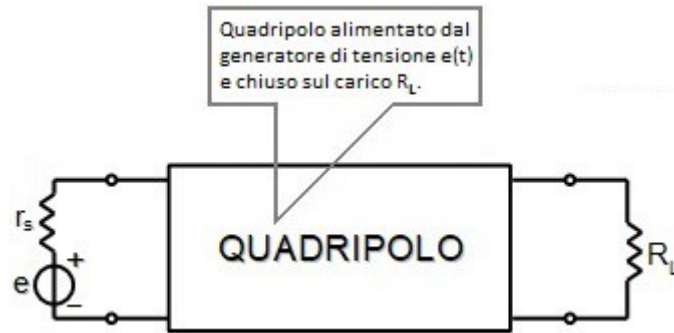 Quadripolo alimentato dal
generatore di tensione e(t)
e chiuso sul carico RL.
rs
QUADRIPOLO
RL
+
e
−